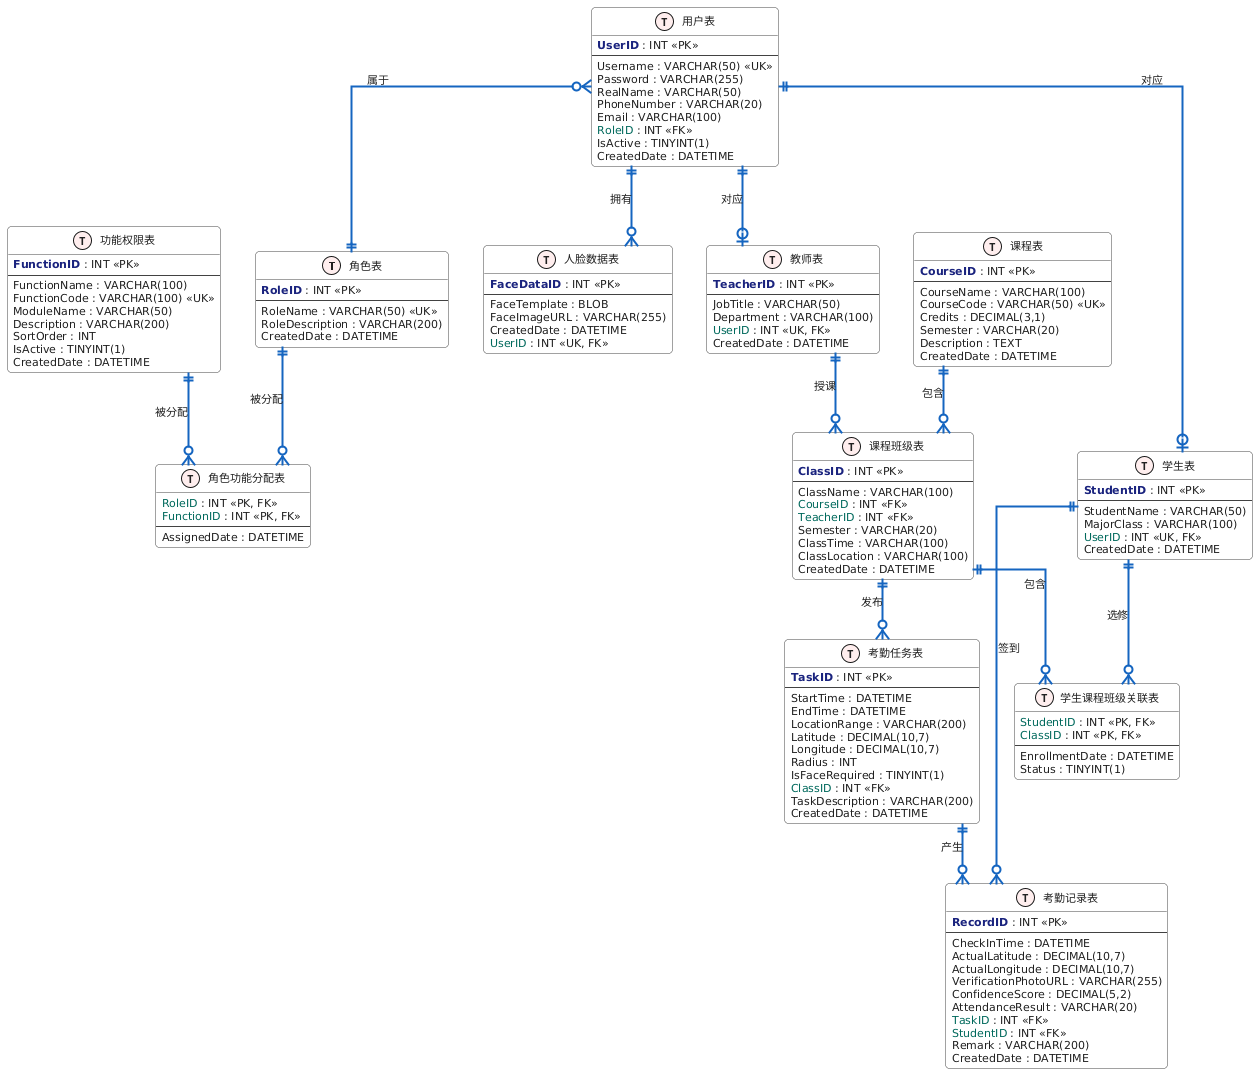 T 用户表
UserID : INT «PK»
Username : VARCHAR(50) «UK»
Password : VARCHAR(255)
RealName : VARCHAR(50)
PhoneNumber : VARCHAR(20)
Email : VARCHAR(100)
RoleID : INT «FK»
IsActive : TINYINT(1)
CreatedDate : DATETIME
属于
对应
拥有
对应
T 功能权限表
FunctionID : INT «PK»
FunctionName : VARCHAR(100)
FunctionCode : VARCHAR(100) «UK»
ModuleName : VARCHAR(50)
Description : VARCHAR(200)
SortOrder : INT
IsActive : TINYINT(1)
CreatedDate : DATETIME
T 角色表
RoleID : INT «PK»
RoleName : VARCHAR(50) «UK»
RoleDescription : VARCHAR(200)
CreatedDate : DATETIME
T 人脸数据表
FaceDataID : INT «PK»
FaceTemplate : BLOB
FaceImageURL : VARCHAR(255)
CreatedDate : DATETIME
UserID : INT «UK, FK»
T 教师表
TeacherID : INT «PK»
JobTitle : VARCHAR(50)
Department : VARCHAR(100)
UserID : INT «UK, FK»
CreatedDate : DATETIME
T 课程表
CourseID : INT «PK»
CourseName : VARCHAR(100)
CourseCode : VARCHAR(50) «UK»
Credits : DECIMAL(3,1)
Semester : VARCHAR(20)
Description : TEXT
CreatedDate : DATETIME
被分配
被分配
授课
包含
T 角色功能分配表
RoleID : INT «PK, FK»
FunctionID : INT «PK, FK»
AssignedDate : DATETIME
T 课程班级表
ClassID : INT «PK»
ClassName : VARCHAR(100)
CourseID : INT «FK»
TeacherID : INT «FK»
Semester : VARCHAR(20)
ClassTime : VARCHAR(100)
ClassLocation : VARCHAR(100)
CreatedDate : DATETIME
T 学生表
StudentID : INT «PK»
StudentName : VARCHAR(50)
MajorClass : VARCHAR(100)
UserID : INT «UK, FK»
CreatedDate : DATETIME
发布
包含
选修
签到
T 考勤任务表
TaskID : INT «PK»
StartTime : DATETIME
EndTime : DATETIME
LocationRange : VARCHAR(200)
Latitude : DECIMAL(10,7)
Longitude : DECIMAL(10,7)
Radius : INT
IsFaceRequired : TINYINT(1)
ClassID : INT «FK»
TaskDescription : VARCHAR(200)
CreatedDate : DATETIME
T 学生课程班级关联表
StudentID : INT «PK, FK»
ClassID : INT «PK, FK»
EnrollmentDate : DATETIME
Status : TINYINT(1)
产生
T 考勤记录表
RecordID : INT «PK»
CheckInTime : DATETIME
ActualLatitude : DECIMAL(10,7)
ActualLongitude : DECIMAL(10,7)
VerificationPhotoURL : VARCHAR(255)
ConfidenceScore : DECIMAL(5,2)
AttendanceResult : VARCHAR(20)
TaskID : INT «FK»
StudentID : INT «FK»
Remark : VARCHAR(200)
CreatedDate : DATETIME